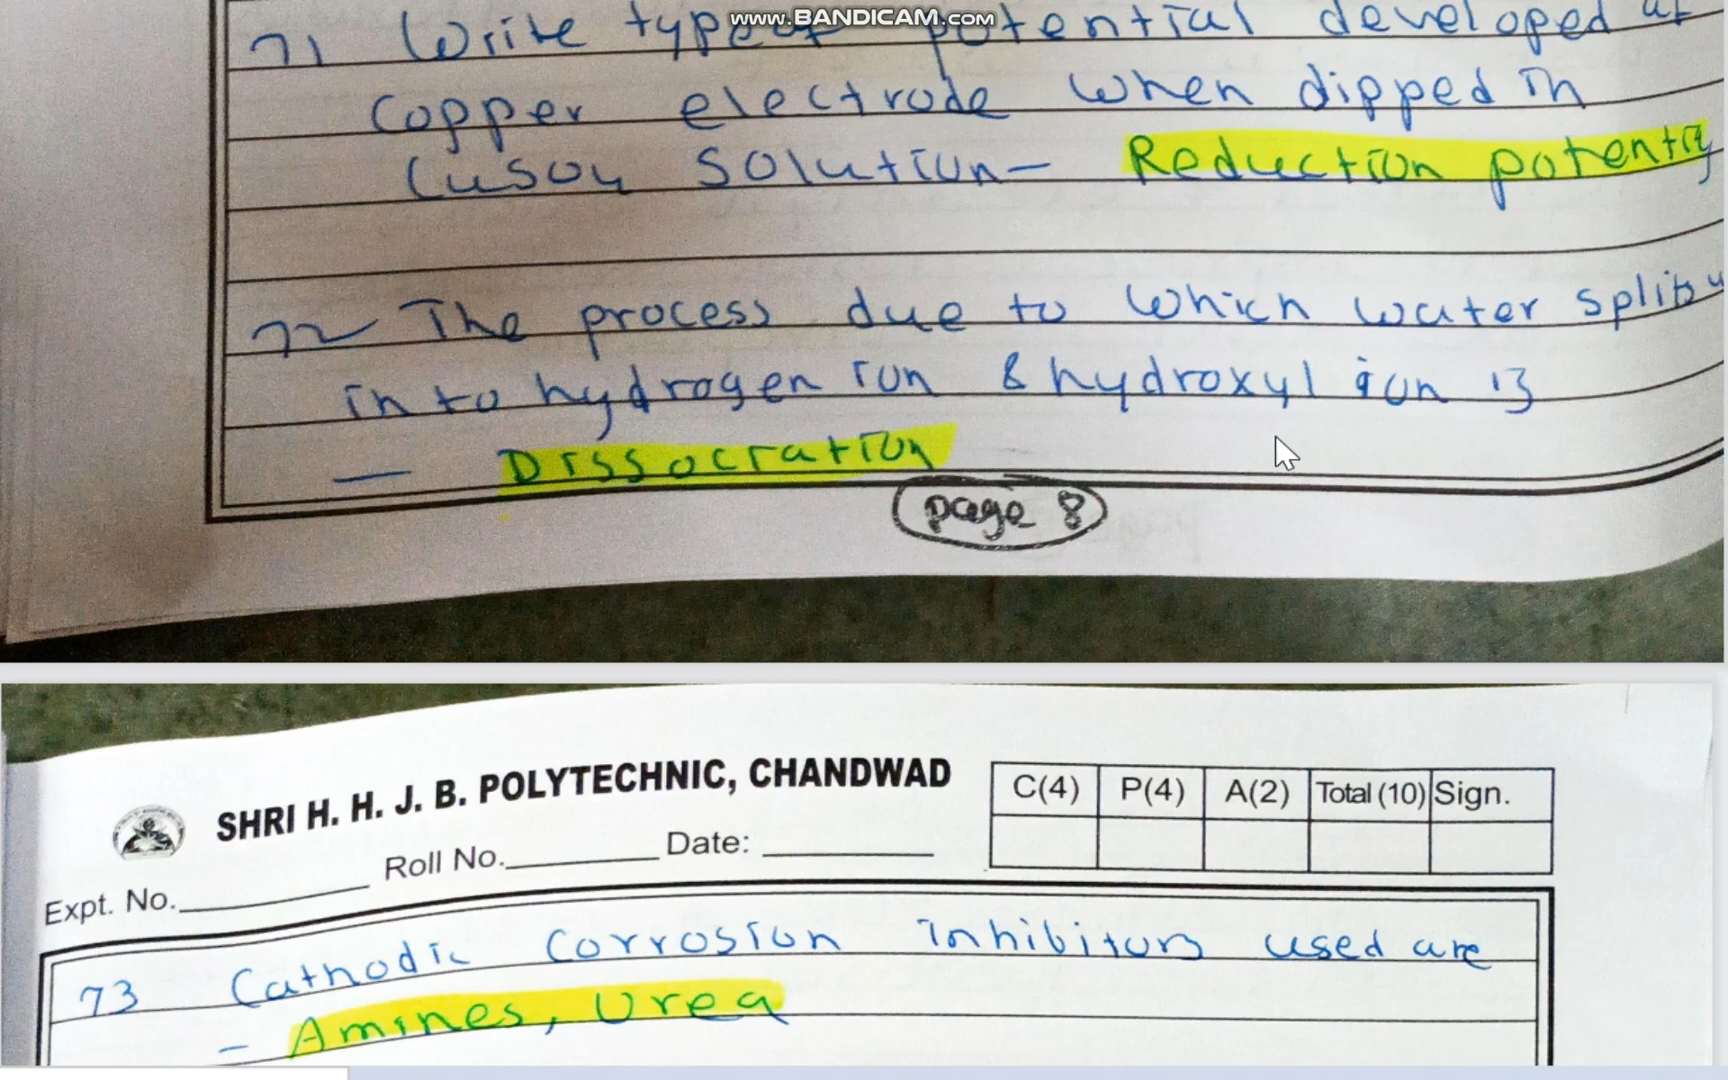 WWW.BANDICAM.COM
71 Write type of potential developed at
Copper electrode when dipped in
CuSO4 Solution - Reduction potential
72 The process due to which water splits
into hydrogen ion & hydroxyl ion is
- Dissociation
page 8
SHRI H. H. J. B. POLYTECHNIC, CHANDWAD
C(4) P(4) A(2) Total (10) Sign.
Expt. No. Roll No. Date:
73 Cathodic Corrosion inhibitors used are
- Amines, Urea